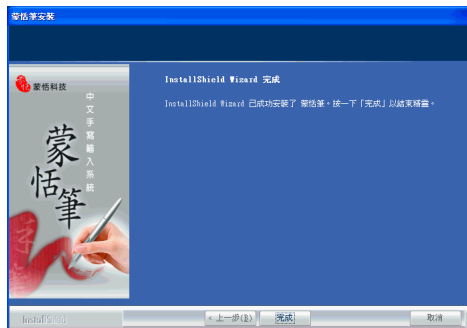 蒙恬筆安裝
蒙恬科技
中文手寫輸入系統
蒙恬筆
InstallShield Wizard 完成
InstallShield Wizard 已成功安裝了 蒙恬筆。按一下「完成」以結束精靈。
InstallShield
< 上一步(B)
完成
取消